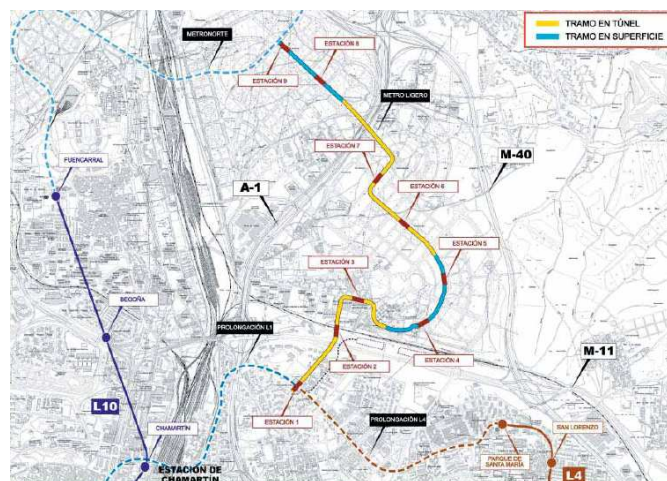 TRAMO EN TÚNEL
TRAMO EN SUPERFICIE
METRONORTE
ESTACIÓN 8
ESTACIÓN 9
METRO LIGERO
ESTACIÓN 7
M-40
FUENCARRAL
A-1
ESTACIÓN 6
ESTACIÓN 5
ESTACIÓN 3
BEGOÑA
PROLONGACIÓN L1
ESTACIÓN 4
ESTACIÓN 2
M-11
L10
ESTACIÓN 1
PROLONGACIÓN L4
CHAMARTÍN
SAN LORENZO
PARQUE DE
SANTA MARÍA
ESTACIÓN DE
CHAMARTÍN
L4